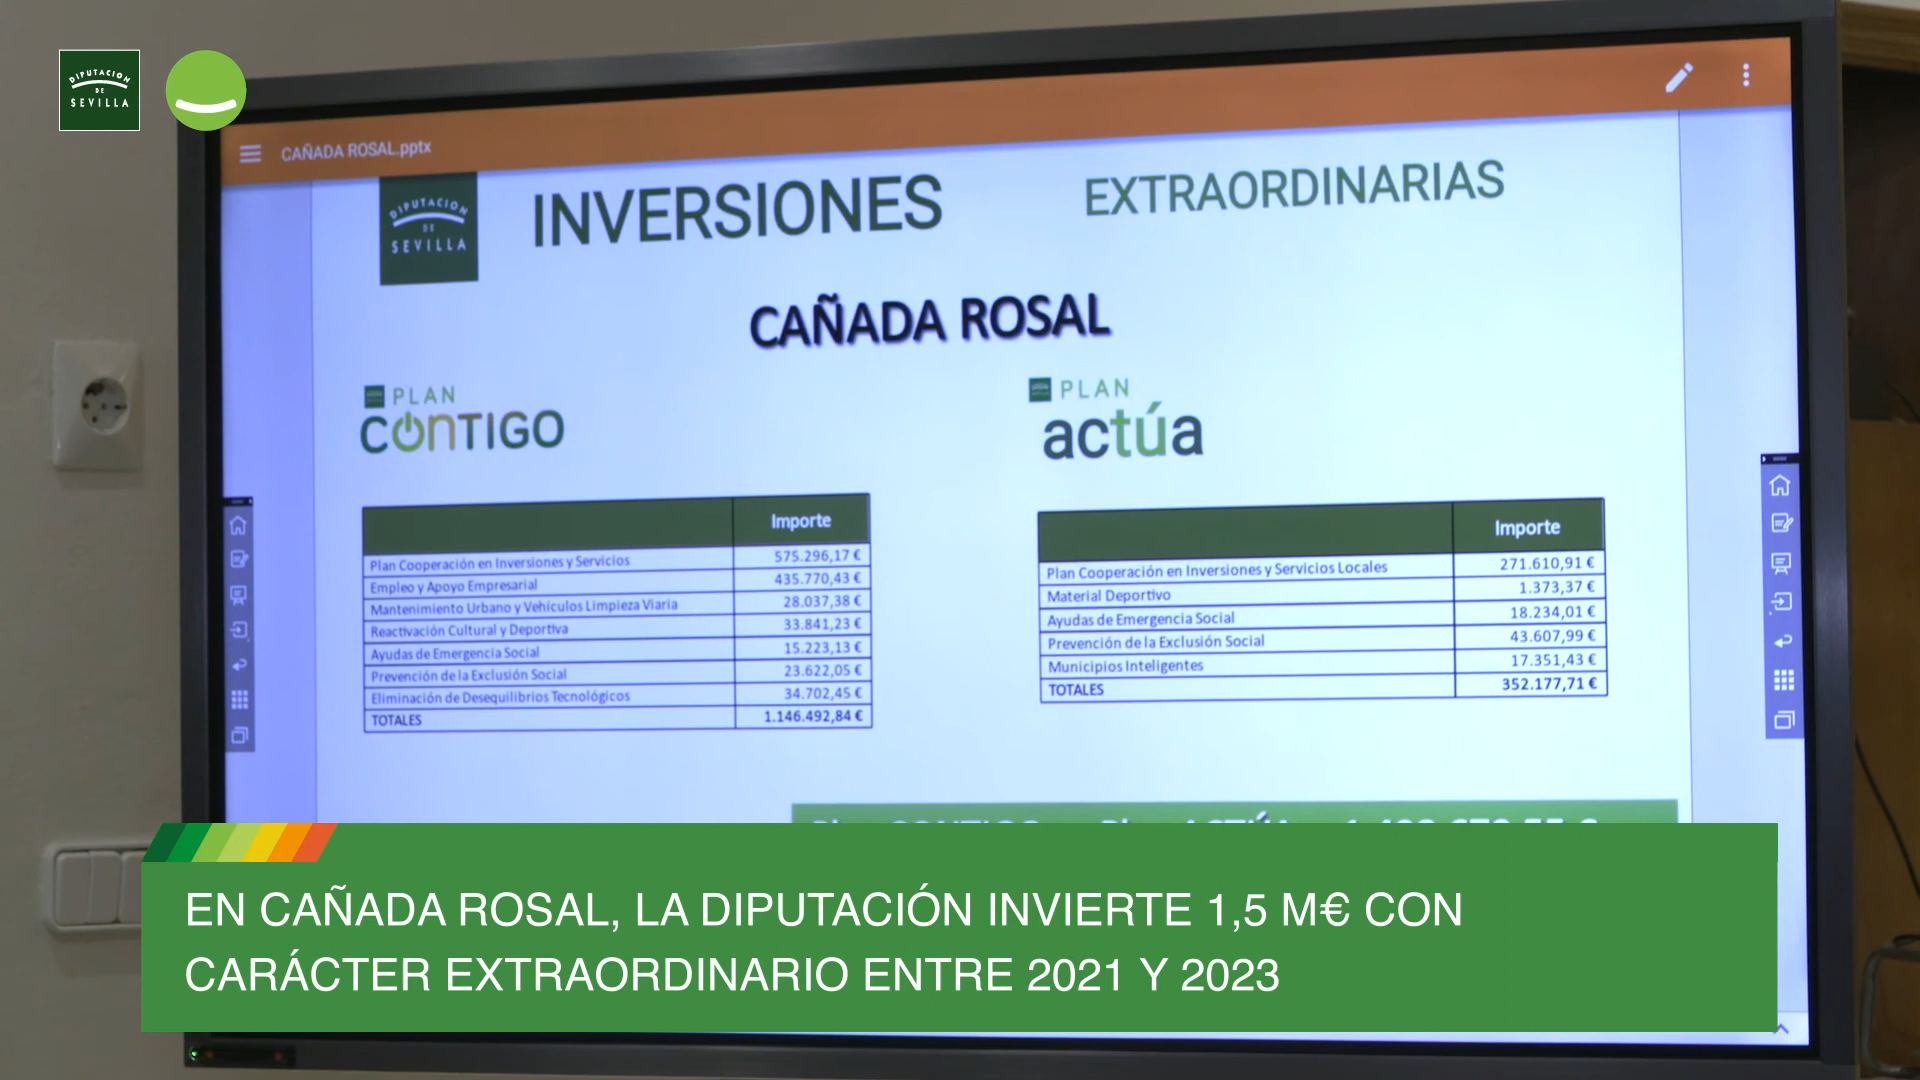 DIPUTACION
DE
SEVILLA
CAÑADA ROSAL.pptx
DIPUTACION
DE
SEVILLA
INVERSIONES EXTRAORDINARIAS
CAÑADA ROSAL
PLAN
CONTIGO
Importe
Plan Cooperación en Inversiones y Servicios 575.296,17 €
Empleo y Apoyo Empresarial 435.770,43 €
Mantenimiento Urbano y Vehículos Limpieza Viaria 28.037,38 €
Reactivación Cultural y Deportiva 33.841,23 €
Ayudas de Emergencia Social 15.223,13 €
Prevención de la Exclusión Social 23.622,05 €
Eliminación de Desequilibrios Tecnológicos 34.702,45 €
TOTALES 1.146.492,84 €
PLAN
actúa
Importe
Plan Cooperación en Inversiones y Servicios Locales 271.610,91 €
Material Deportivo 1.373,37 €
Ayudas de Emergencia Social 18.234,01 €
Prevención de la Exclusión Social 43.607,99 €
Municipios Inteligentes 17.351,43 €
TOTALES 352.177,71 €
EN CAÑADA ROSAL, LA DIPUTACIÓN INVIERTE 1,5 M€ CON
CARÁCTER EXTRAORDINARIO ENTRE 2021 Y 2023